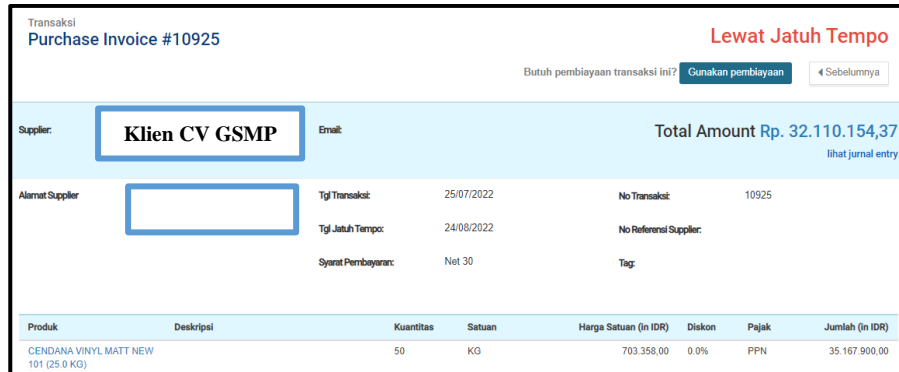 Transaksi
Purchase Invoice #10925
Lewat Jatuh Tempo
Butuh pembiayaan transaksi ini? Gunakan pembiayaan Sebelumnya
Supplier: Klien CV GSMP Email: Total Amount Rp. 32.110.154,37
lihat jurnal entry
Alamat Supplier Tgl Transaksi: 25/07/2022 No Transaksi: 10925
Tgl Jatuh Tempo: 24/08/2022 No Referensi Supplier:
Syarat Pembayaran: Net 30 Tag:
Produk Deskripsi Kuantitas Satuan Harga Satuan (in IDR) Diskon Pajak Jumlah (in IDR)
CENDANA VINYL MATT NEW 50 KG 703.358,00 0.0% PPN 35.167.900,00
101 (25.0 KG)